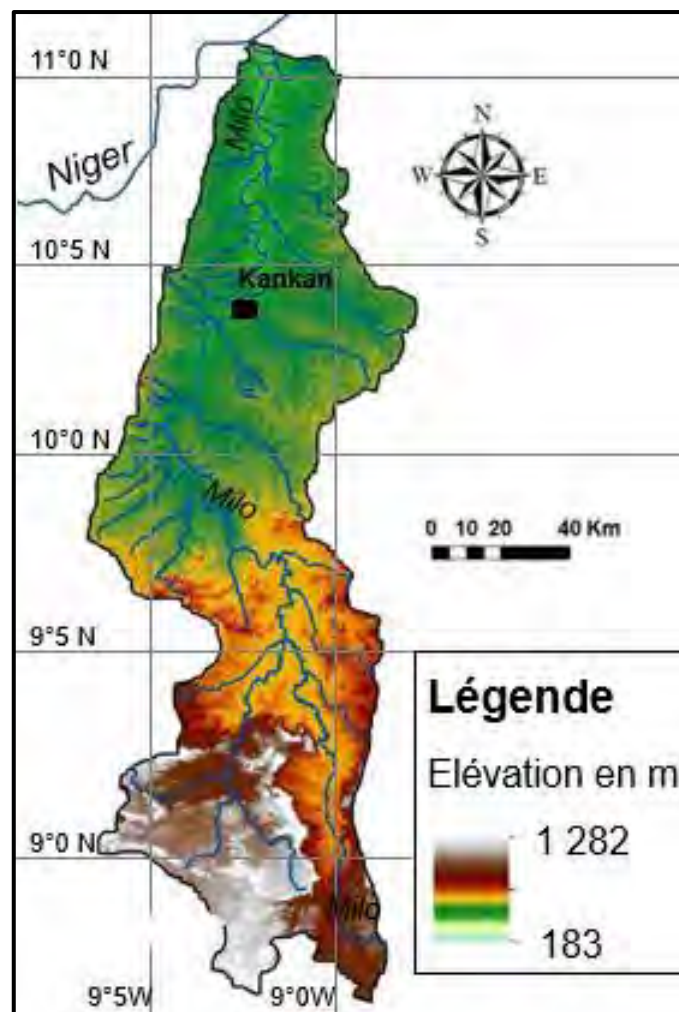 11°0 N
Milo
Niger
N
W E
S
10°5 N
Kankan
10°0 N
Milo
0 10 20 40 Km
9°5 N
Légende
Elévation en m
1 282
183
9°0 N
Milo
9°5W 9°0W